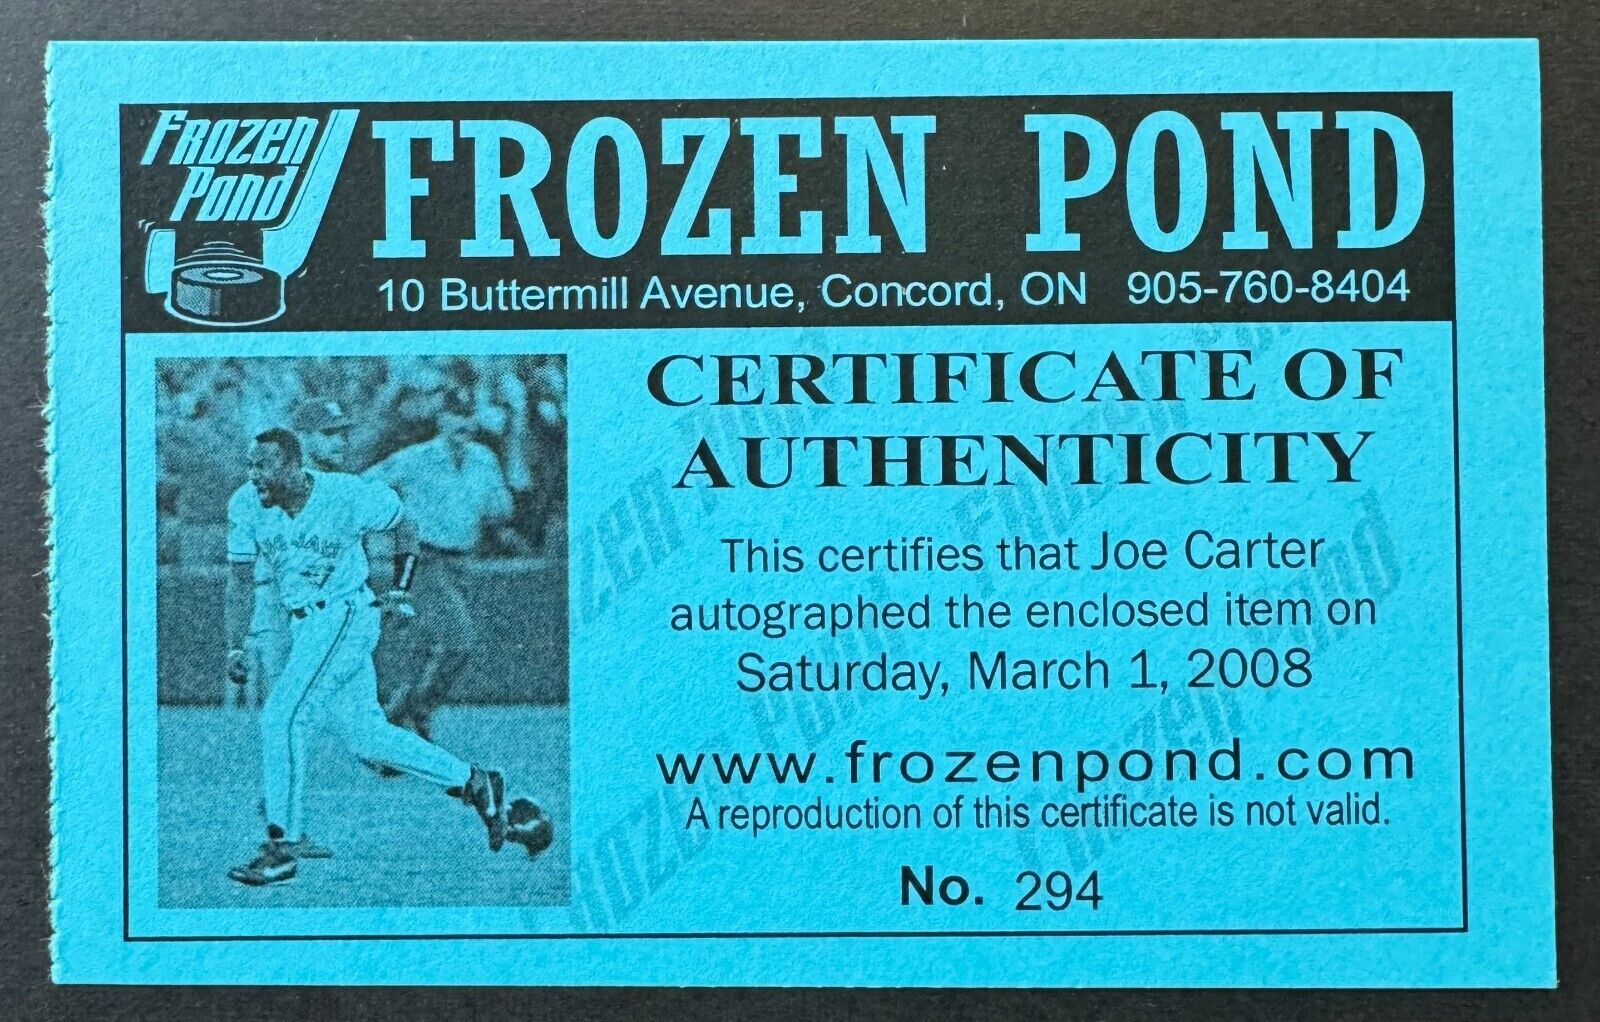 Frozen
Pond
FROZEN POND
10 Buttermill Avenue, Concord, ON 905-760-8404
CERTIFICATE OF
AUTHENTICITY
This certifies that Joe Carter
autographed the enclosed item on
Saturday, March 1, 2008
www.frozenpond.com
A reproduction of this certificate is not valid.
No. 294